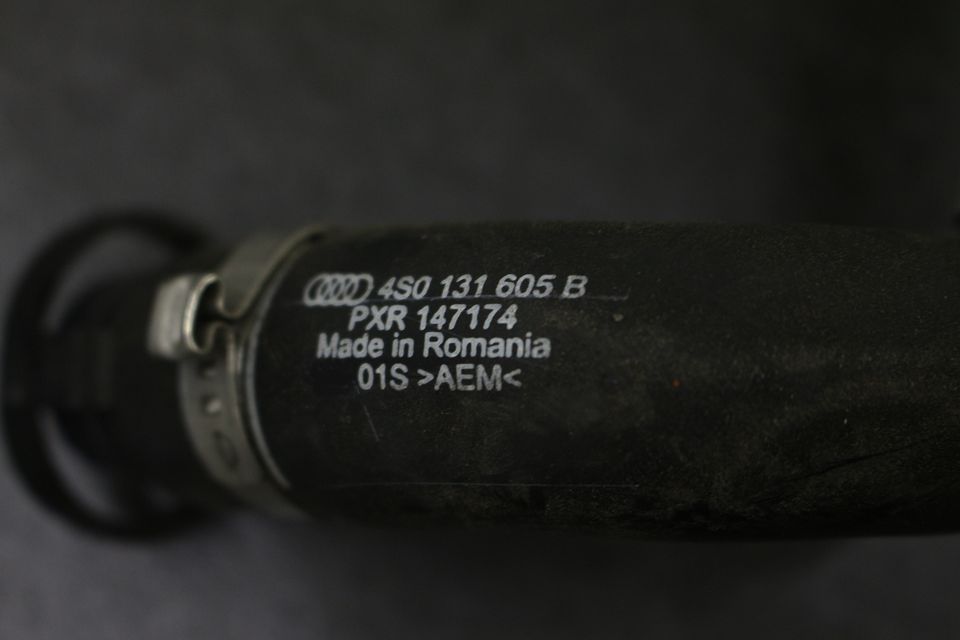 4S0 131 605 B
PXR 147174
Made in Romania
01S >AEM<